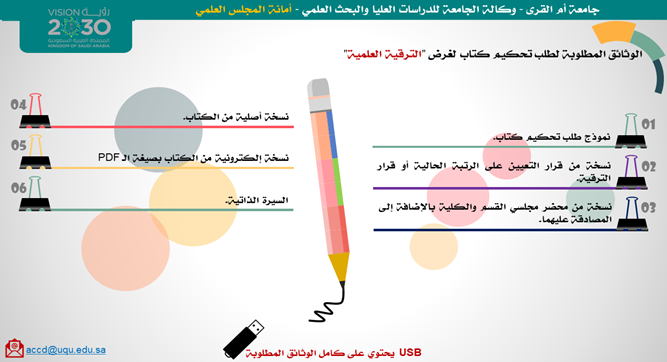 جامعة أم القرى - وكالة الجامعة للدراسات العليا والبحث العلمي - أمانة المجلس العلمي
VISION رؤية
2030
المملكة العربية السعودية
KINGDOM OF SAUDI ARABIA
الوثائق المطلوبة لطلب تحكيم كتاب لغرض "الترقية العلمية"
01
نموذج طلب تحكيم كتاب.
02
نسخة من قرار التعيين على الرتبة الحالية أو قرار
الترقية.
03
نسخة من محضر مجلسي القسم والكلية بالإضافة إلى
المصادقة عليهما.
04
نسخة أصلية من الكتاب.
05
نسخة إلكترونية من الكتاب بصيغة الـ PDF
06
السيرة الذاتية.
USB يحتوي على كامل الوثائق المطلوبة
accd@uqu.edu.sa